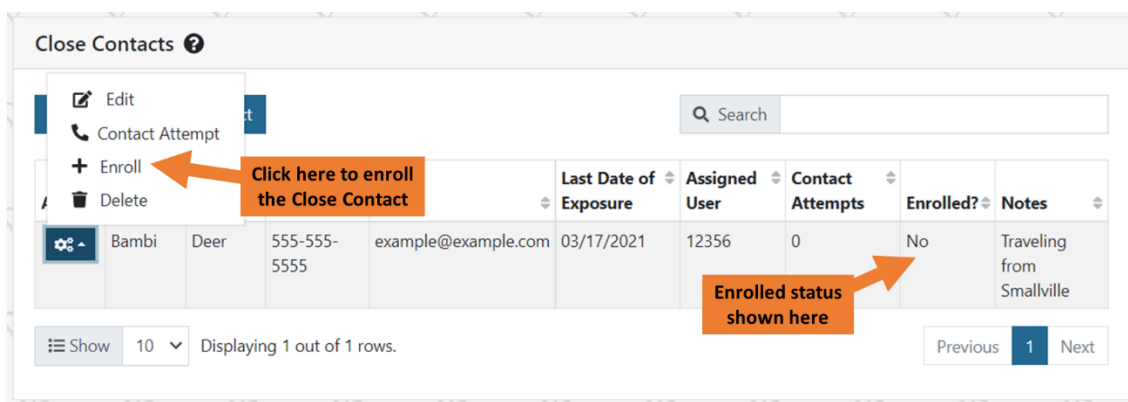 Close Contacts
Edit
Contact Attempt
Enroll
Delete
Search
Click here to enroll
the Close Contact
Last Date of
Exposure
Assigned
User
Contact
Attempts
Enrolled?
Notes
Bambi
Deer
555-555-
5555
example@example.com
03/17/2021
12356
0
No
Traveling
from
Smallville
Enrolled status
shown here
Show
10
Displaying 1 out of 1 rows.
Previous
1
Next